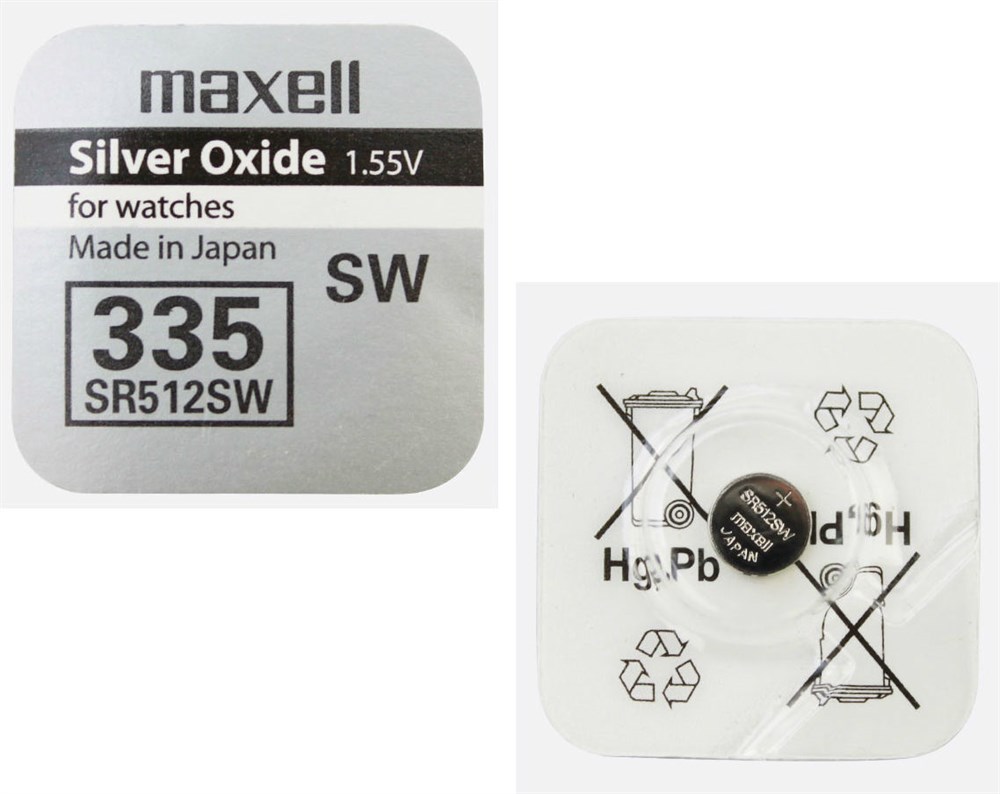 maxell
Silver Oxide 1.55V
for watches
Made in Japan
SW
335
SR512SW
+
SR512SW
maxell
JAPAN
Hg,Pb
Hg,Pb